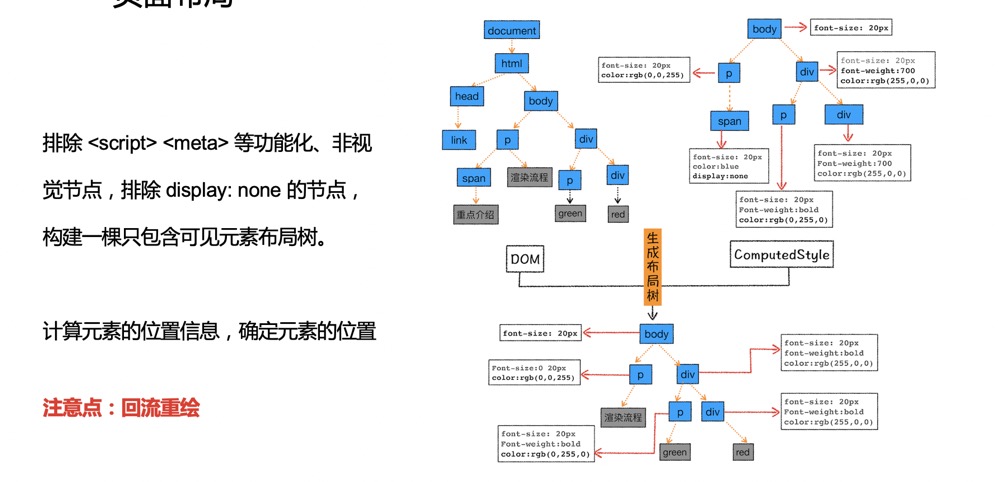 页面布局
排除 <script> <meta> 等功能化、非视
觉节点，排除 display: none 的节点，
构建一棵只包含可见元素布局树。
计算元素的位置信息，确定元素的位置
注意点：回流重绘
document
html
head
body
link
p
div
span
渲染流程
p
div
重点介绍
green
red
body
font-size: 20px
font-size: 20px
color:rgb(0,0,255)
p
div
font-size: 20px
font-weight:700
color:rgb(255,0,0)
span
p
div
font-size: 20px
color:blue
display:none
font-size: 20px
Font-weight:700
color:rgb(255,0,0)
font-size: 20px
Font-weight:bold
color:rgb(0,255,0)
DOM
生成布局树
ComputedStyle
font-size: 20px
body
font-size: 20px
font-weight:bold
color:rgb(255,0,0)
Font-size:0 20px
color:rgb(0,0,255)
p
div
渲染流程
p
div
font-size: 20px
Font-weight:bold
color:rgb(255,0,0)
font-size: 20px
Font-weight:bold
color:rgb(0,255,0)
green
red